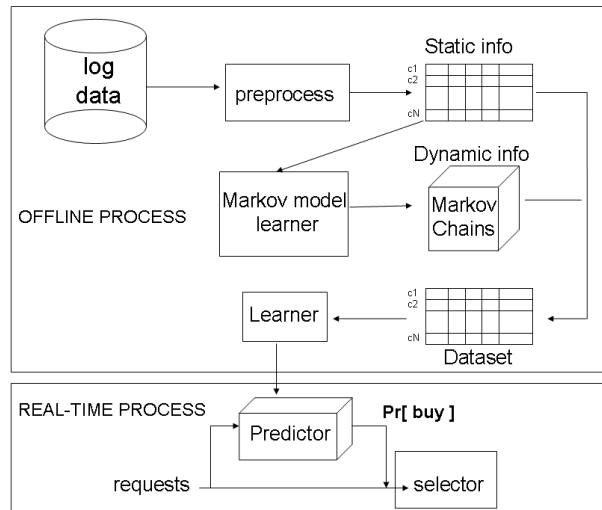 log
data
preprocess
Static info
c1
c2
cN
Dynamic info
Markov model
learner
Markov
Chains
OFFLINE PROCESS
Learner
c1
c2
cN
Dataset
REAL-TIME PROCESS
Pr[ buy ]
Predictor
requests
selector